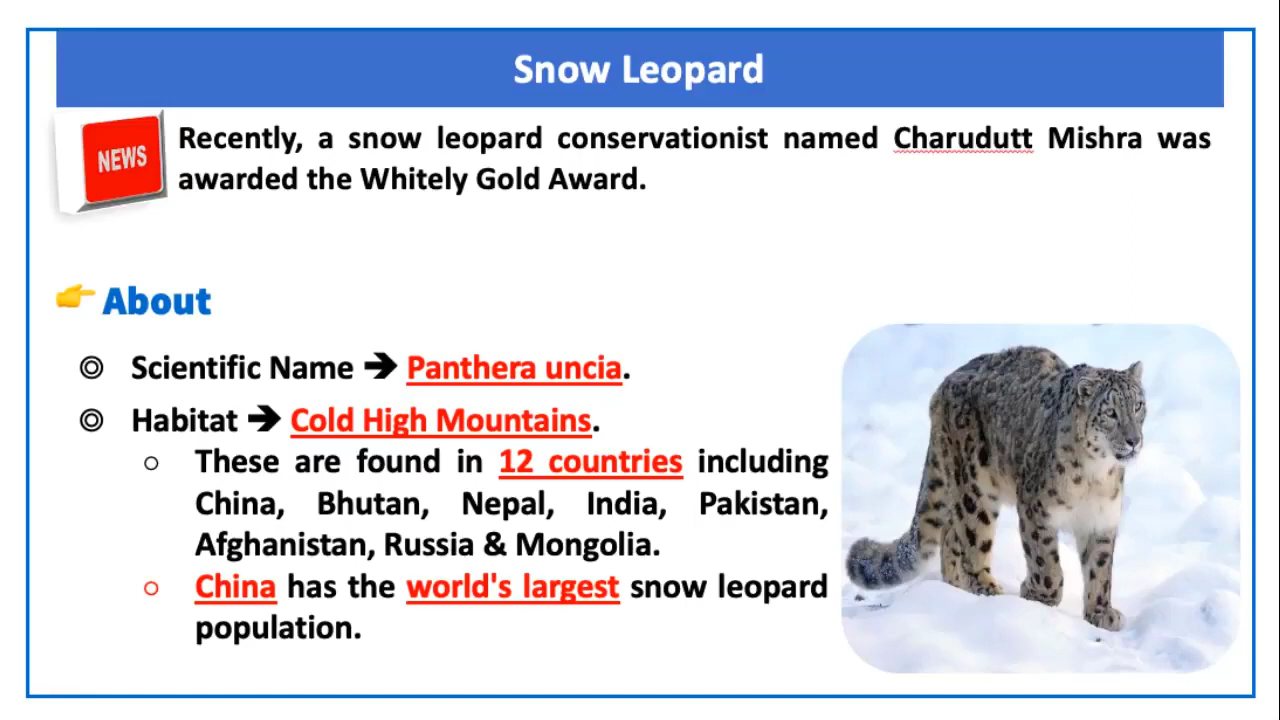 Snow Leopard
NEWS
Recently, a snow leopard conservationist named Charudutt Mishra was
awarded the Whitely Gold Award.
👉 About
◎ Scientific Name ➔ Panthera uncia.
◎ Habitat ➔ Cold High Mountains.
○ These are found in 12 countries including
China, Bhutan, Nepal, India, Pakistan,
Afghanistan, Russia & Mongolia.
○ China has the world's largest snow leopard
population.